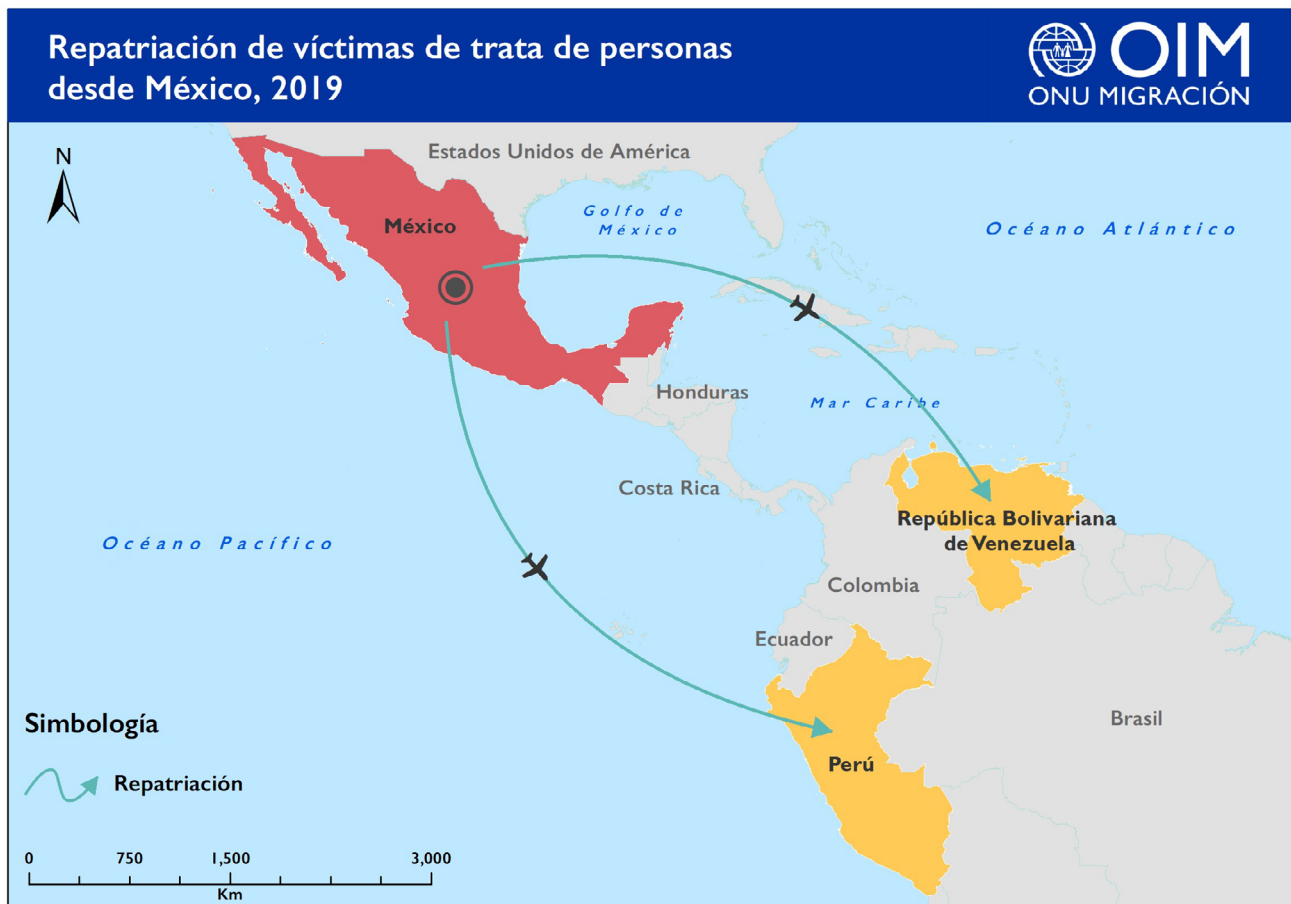 Repatriación de víctimas de trata de personas
desde México, 2019
OIM
ONU MIGRACIÓN
N
Estados Unidos de América
México
Golfo de
México
Océano Atlántico
Honduras
Mar Caribe
Costa Rica
República Bolivariana
de Venezuela
Océano Pacífico
Colombia
Ecuador
Brasil
Perú
Simbología
Repatriación
0 750 1,500 3,000
Km